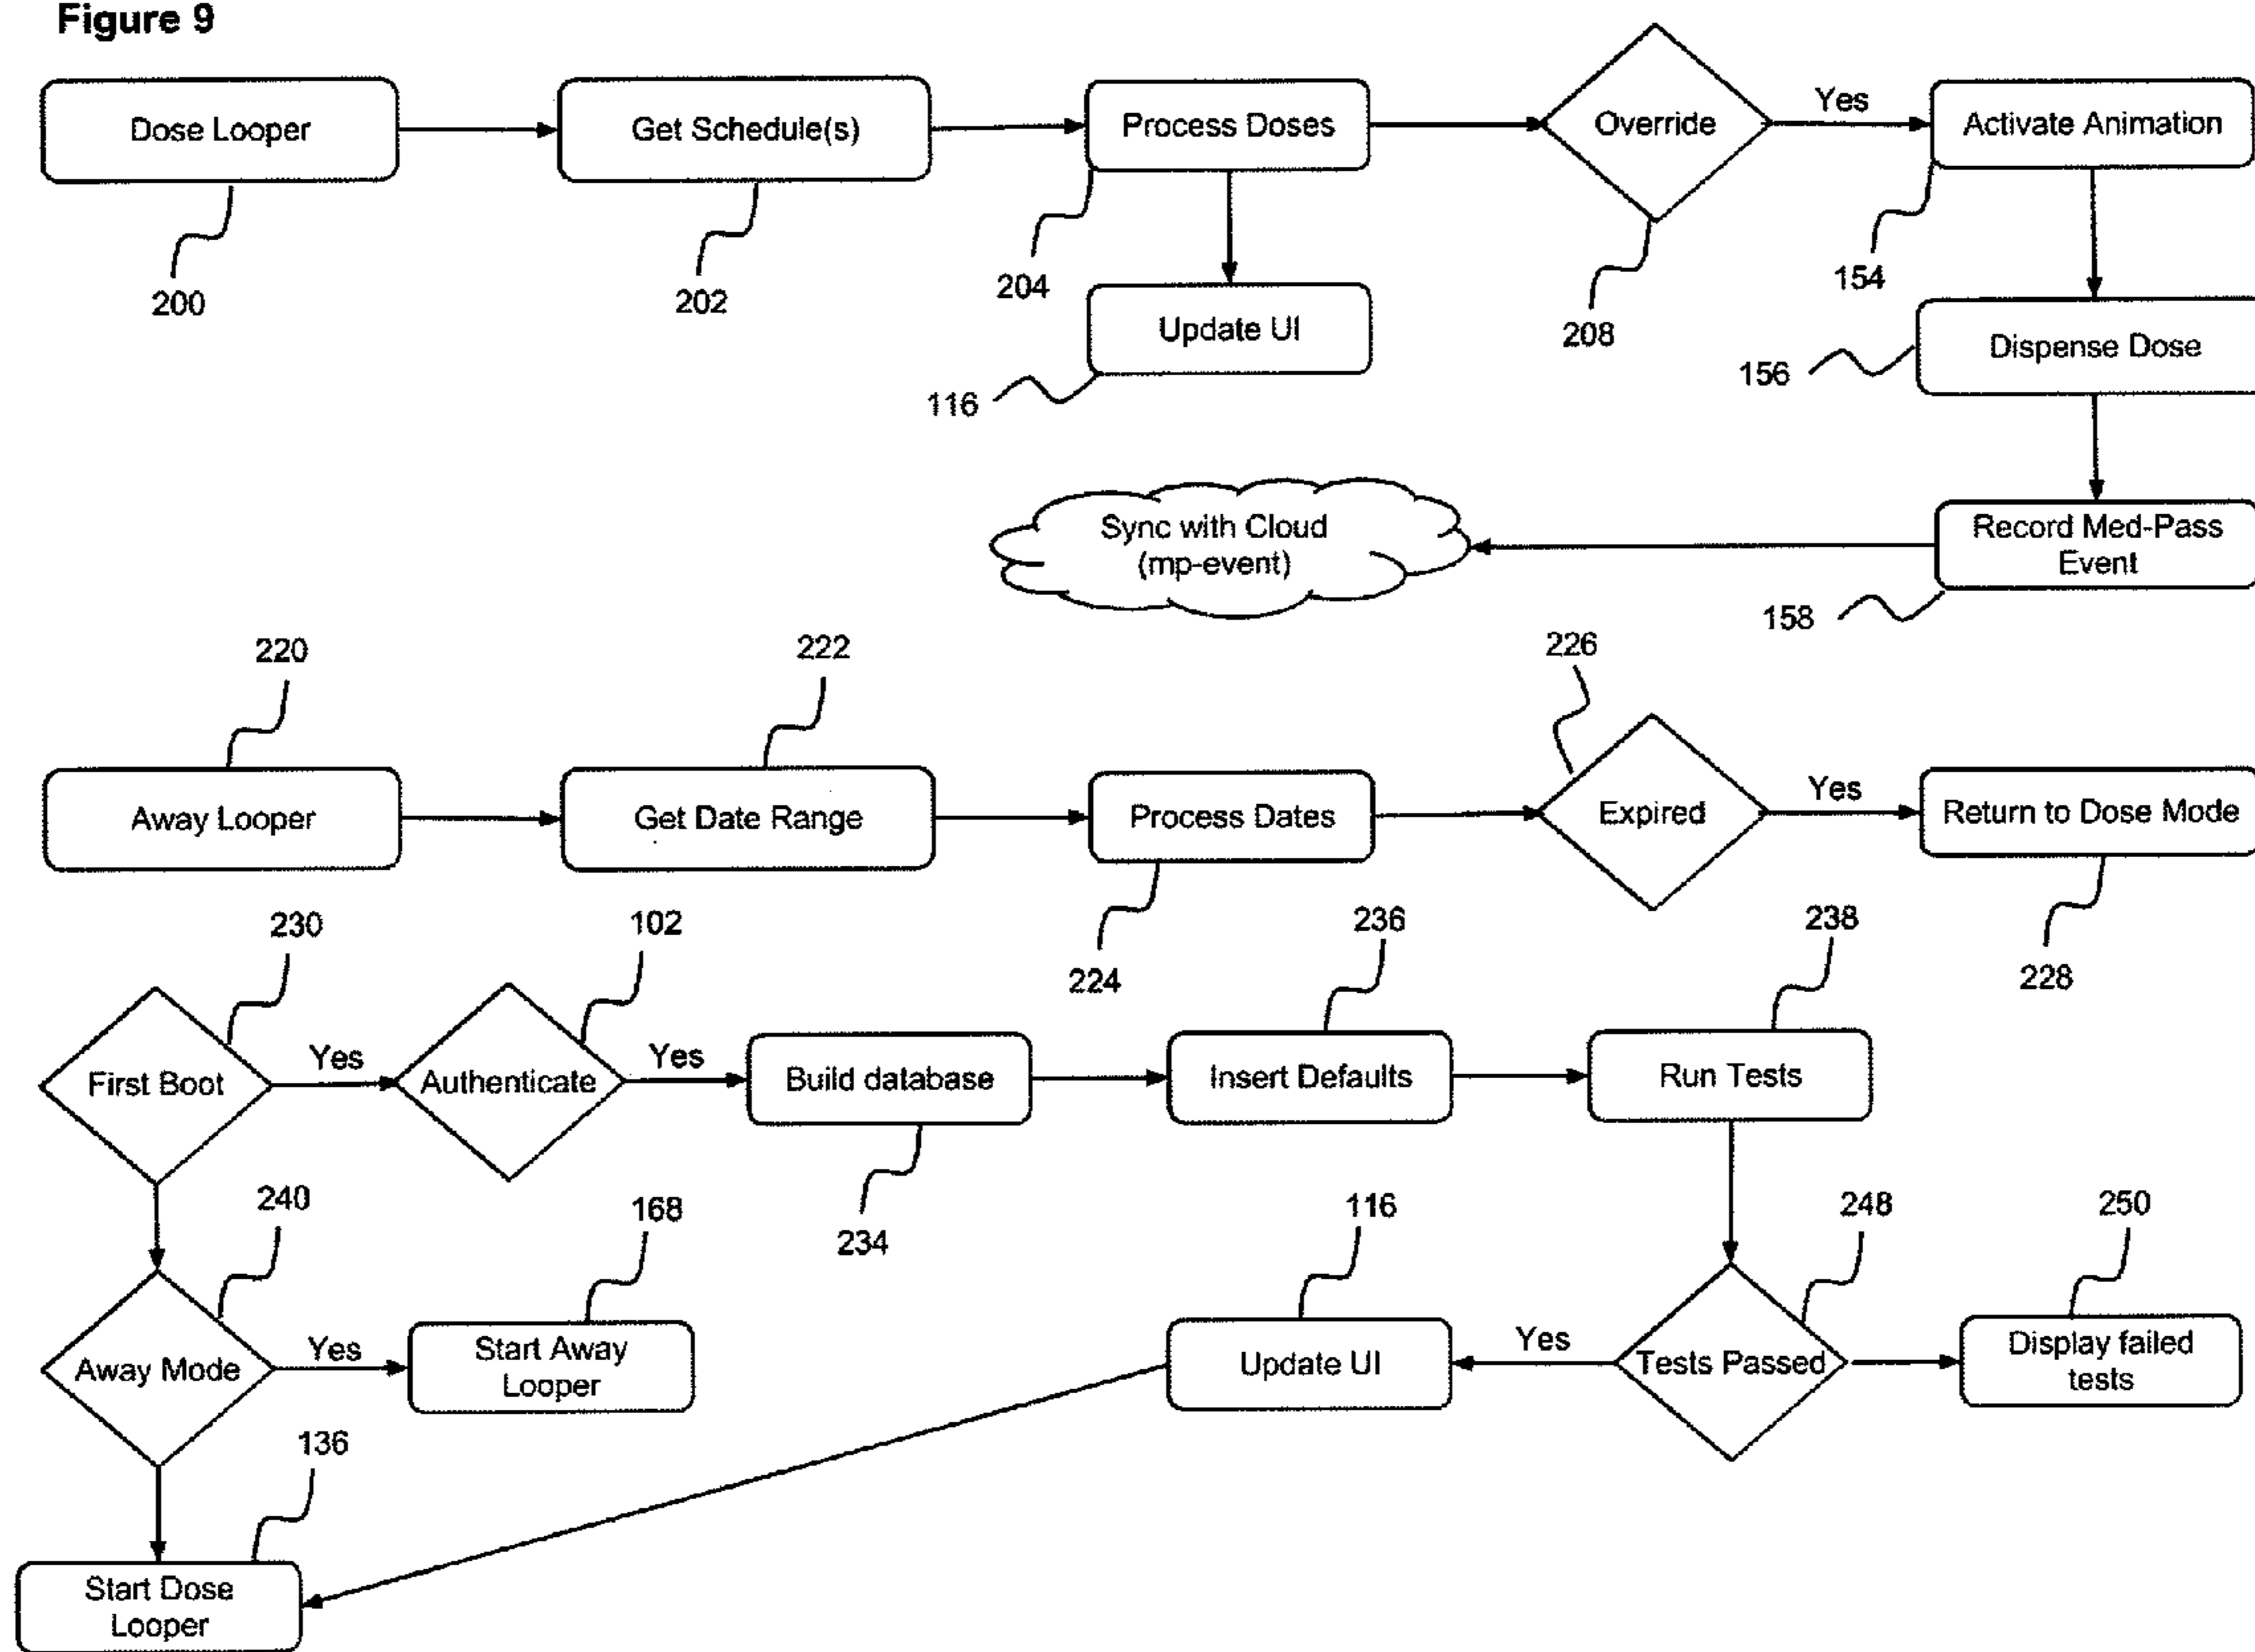 Figure 9
Dose Looper
Get Schedule(s)
Process Doses
Override
Yes
Activate Animation
200
202
204
208
154
Update UI
116
Dispense Dose
156
Sync with Cloud
(mp-event)
Record Med-Pass
Event
158
220
222
226
Away Looper
Get Date Range
Process Dates
Expired
Yes
Return to Dose Mode
224
228
230
102
236
238
First Boot
Yes
Authenticate
Yes
Build database
Insert Defaults
Run Tests
234
240
168
116
248
250
Away Mode
Yes
Start Away
Looper
Update UI
Yes
Tests Passed
Display failed
tests
136
Start Dose
Looper